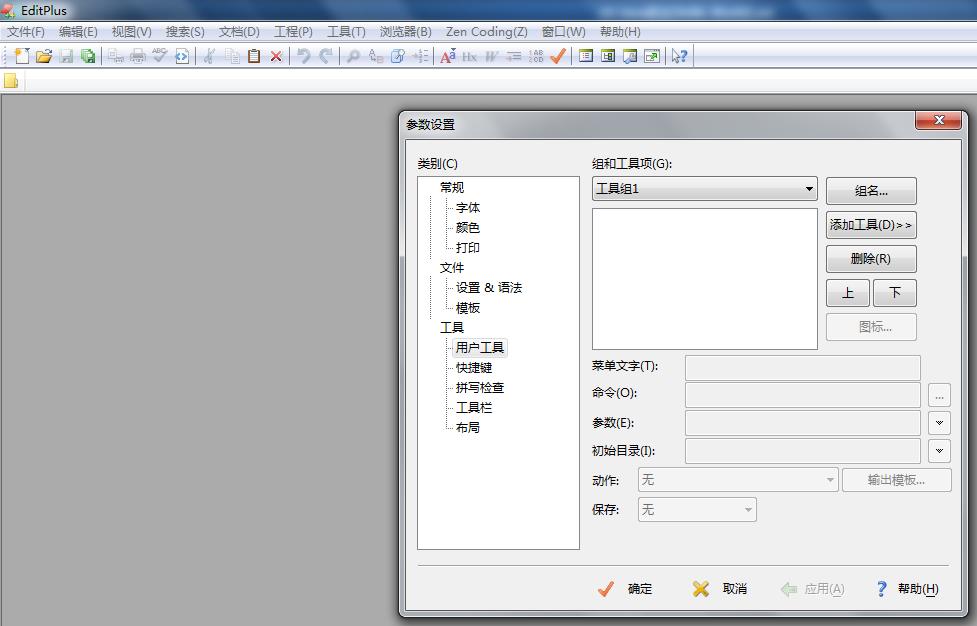 EditPlus
文件(F) 编辑(E) 视图(V) 搜索(S) 文档(D) 工程(P) 工具(T) 浏览器(B) Zen Coding(Z) 窗口(W) 帮助(H)
参数设置
类别(C)
常规
字体
颜色
打印
文件
设置 & 语法
模板
工具
用户工具
快捷键
拼写检查
工具栏
布局
组和工具项(G):
工具组1
组名...
添加工具(D)>>
删除(R)
上 下
图标...
菜单文字(T):
命令(O):
...
参数(E):
初始目录(I):
动作: 无 输出模板...
保存: 无
确定 取消 应用(A) ? 帮助(H)